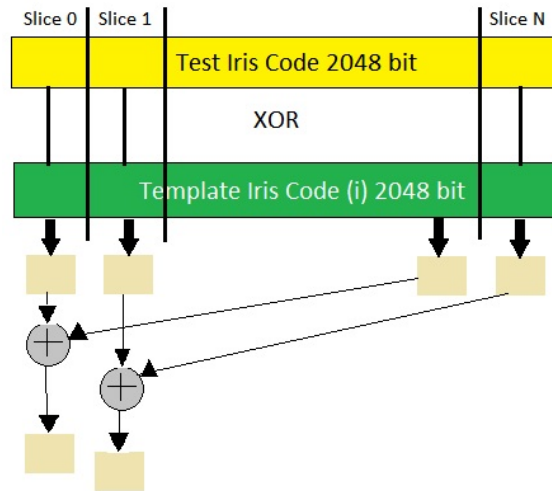 Slice 0 Slice 1 Slice N
Test Iris Code 2048 bit
XOR
Template Iris Code (i) 2048 bit